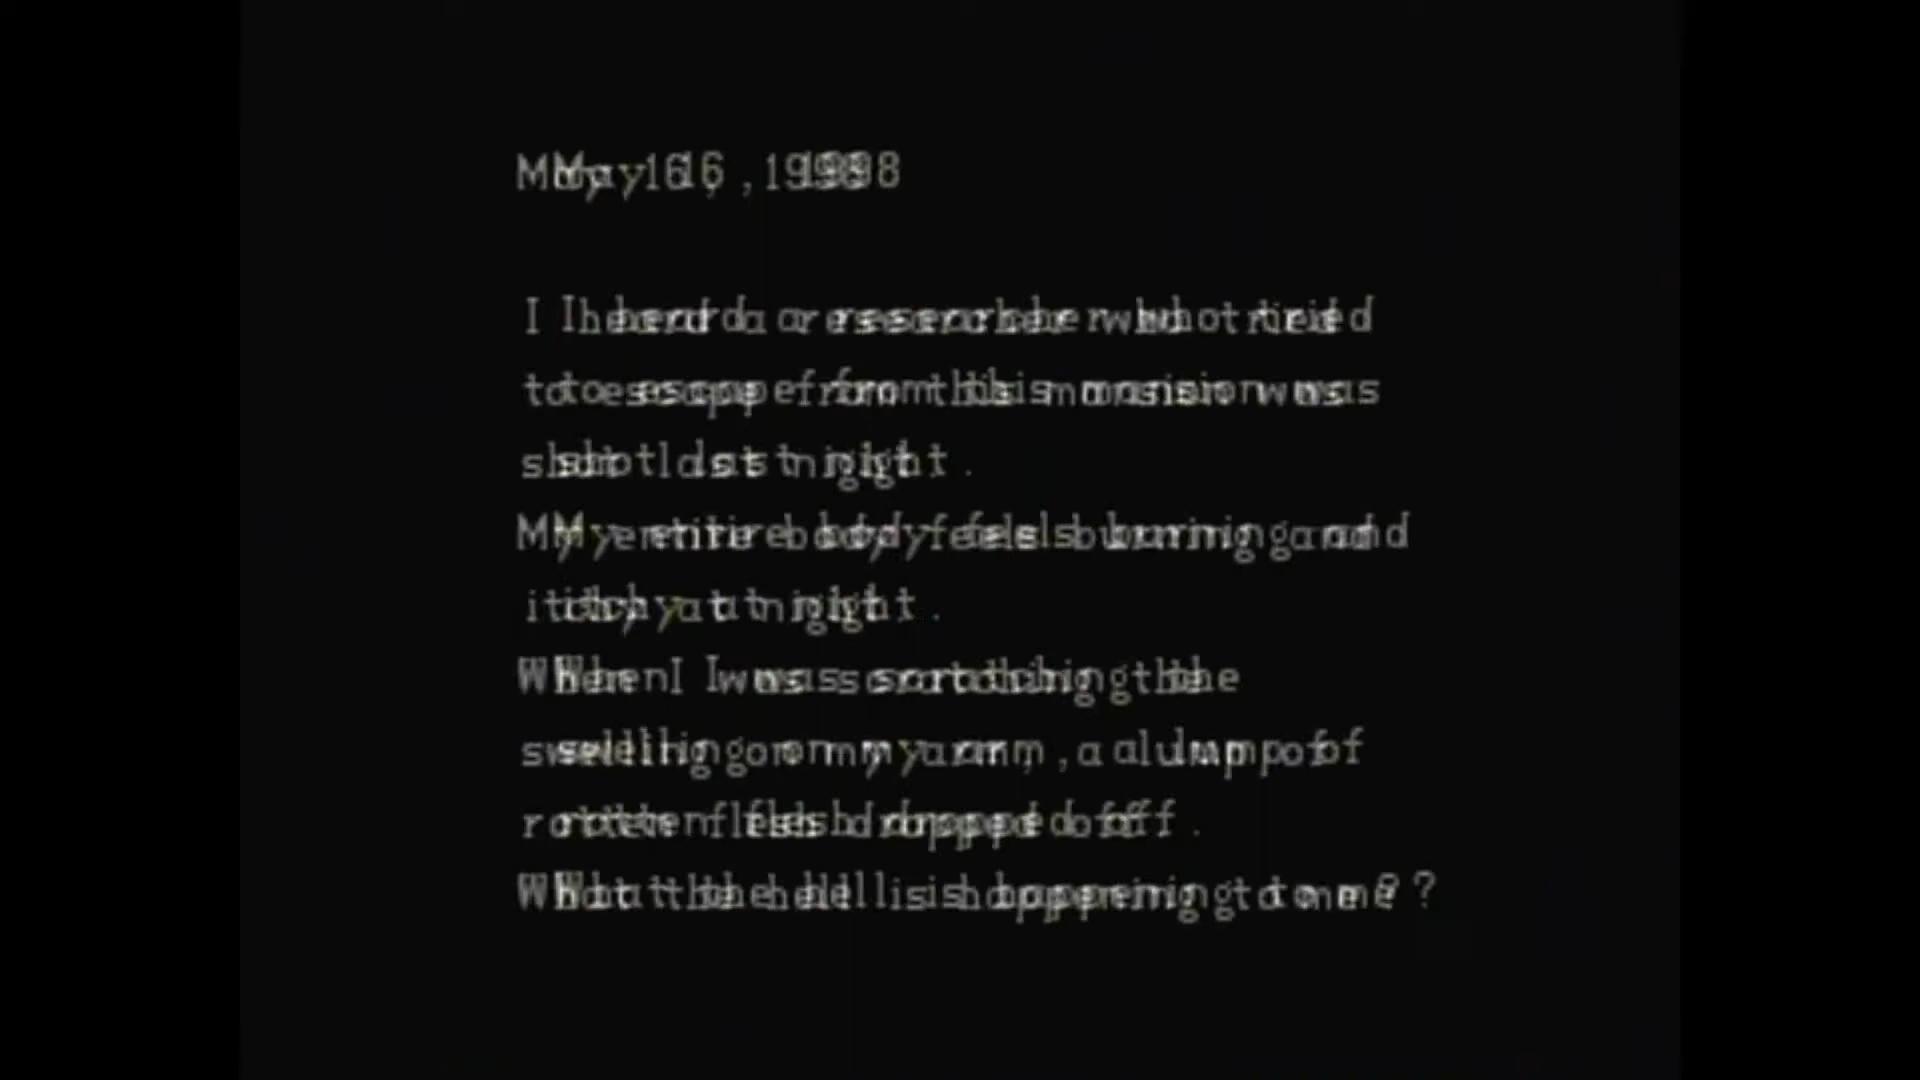 May 16, 1998
I heard a researcher who tried
to escape from this mansion was
shot last night.
My entire body feels burning and
itchy at night.
When I was scratching the
swelling on my arm, a lump of
rotten flesh dropped off.
What the hell is happening to me?